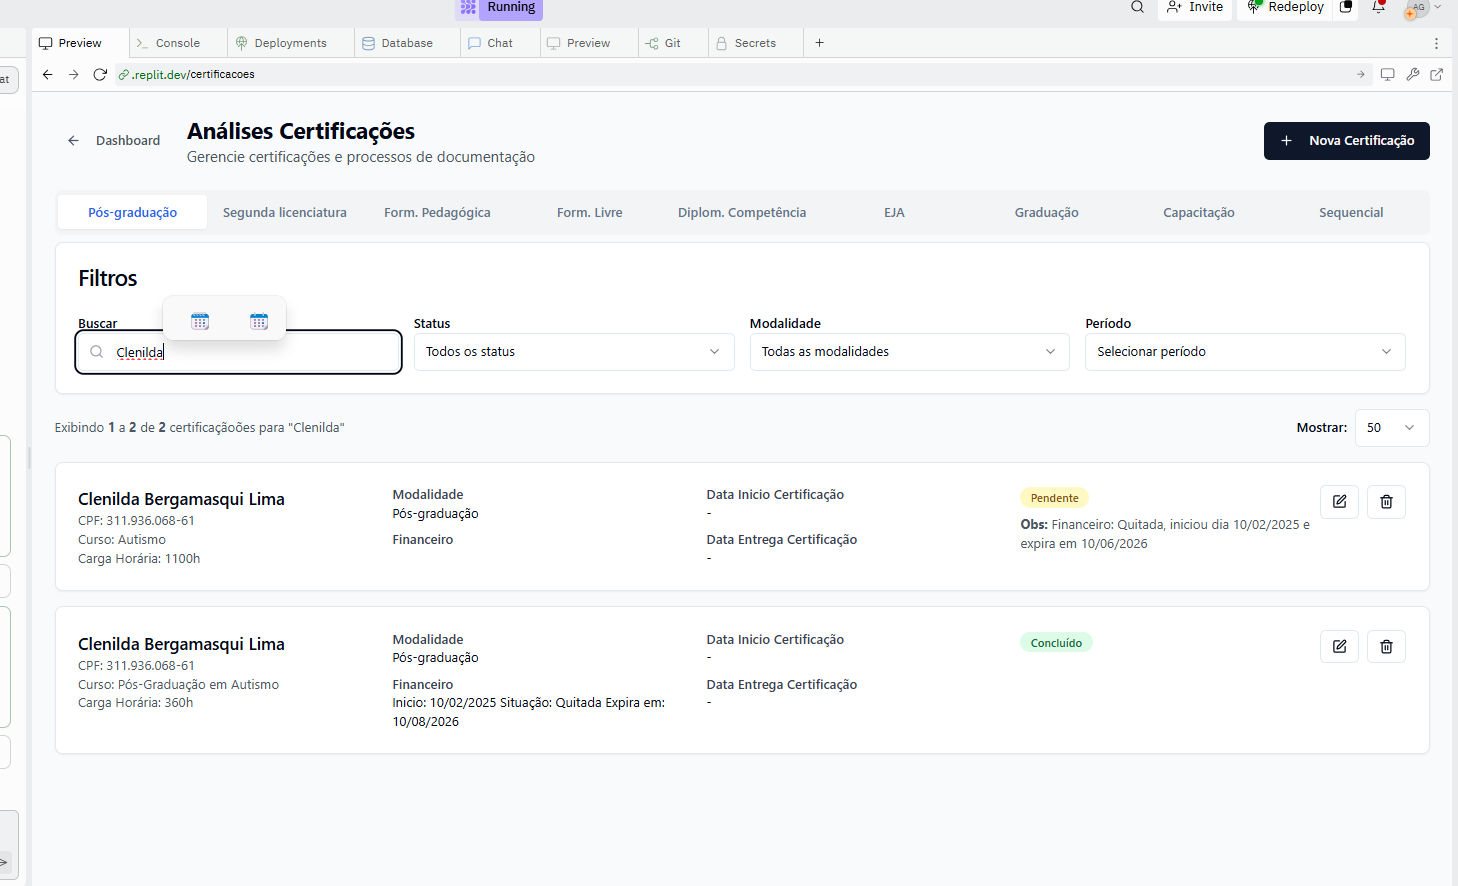 Running
Invite
Redeploy
AG
Preview
Console
Deployments
Database
Chat
Preview
Git
Secrets
at
.replit.dev/certificacoes
Dashboard
Análises Certificações
Gerencie certificações e processos de documentação
Nova Certificação
Pós-graduação
Segunda licenciatura
Form. Pedagógica
Form. Livre
Diplom. Competência
EJA
Graduação
Capacitação
Sequencial
Filtros
Buscar
Status
Modalidade
Período
Clenilda
Todos os status
Todas as modalidades
Selecionar período
Exibindo 1 a 2 de 2 certificaçãoões para "Clenilda"
Mostrar:
50
Clenilda Bergamasqui Lima
CPF: 311.936.068-61
Curso: Autismo
Carga Horária: 1100h
Modalidade
Pós-graduação
Financeiro
Data Inicio Certificação
-
Data Entrega Certificação
-
Pendente
Obs: Financeiro: Quitada, iniciou dia 10/02/2025 e
expira em 10/06/2026
Clenilda Bergamasqui Lima
CPF: 311.936.068-61
Curso: Pós-Graduação em Autismo
Carga Horária: 360h
Modalidade
Pós-graduação
Financeiro
Inicio: 10/02/2025 Situação: Quitada Expira em:
10/08/2026
Data Inicio Certificação
-
Data Entrega Certificação
-
Concluído